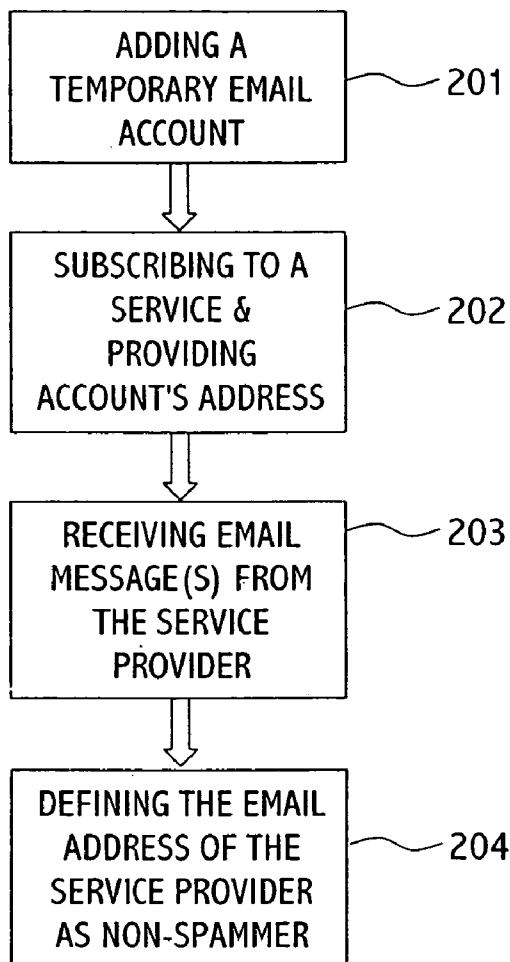 ADDING A
TEMPORARY EMAIL
ACCOUNT
201
SUBSCRIBING TO A
SERVICE &
PROVIDING
ACCOUNT'S ADDRESS
202
RECEIVING EMAIL
MESSAGE(S) FROM
THE SERVICE
PROVIDER
203
DEFINING THE EMAIL
ADDRESS OF THE
SERVICE PROVIDER
AS NON-SPAMMER
204